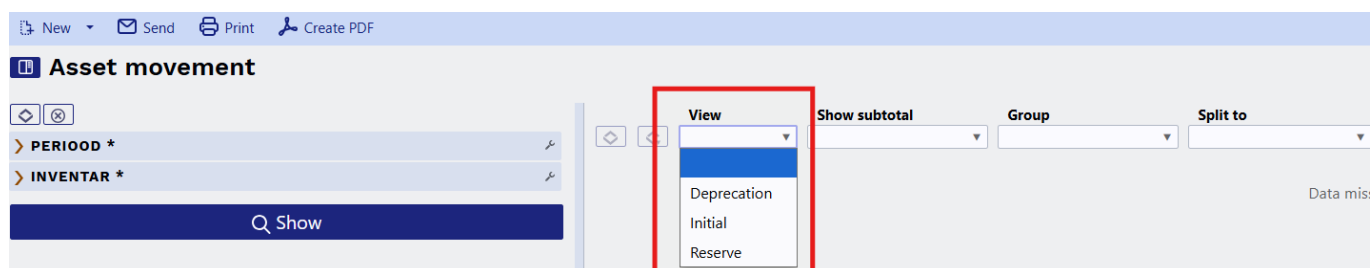 New Send Print Create PDF
Asset movement
View Show subtotal Group Split to
PERIOOD *
INVENTAR *
Deprecation
Data miss
Show
Initial
Reserve